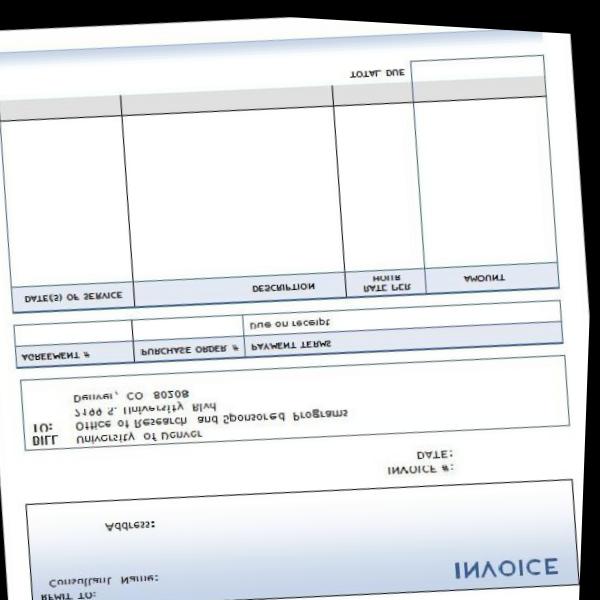 INVOICE
REMIT TO:
Consultant Name:
Address:
INVOICE #:
DATE:
BILL TO:
University of Denver
Office of Research and Sponsored Programs
2199 S. University Blvd
Denver, CO 80208
AGREEMENT # PURCHASE ORDER # PAYMENT TERMS
Due on receipt
DATE(S) OF SERVICE DESCRIPTION RATE PER HOUR AMOUNT
TOTAL DUE